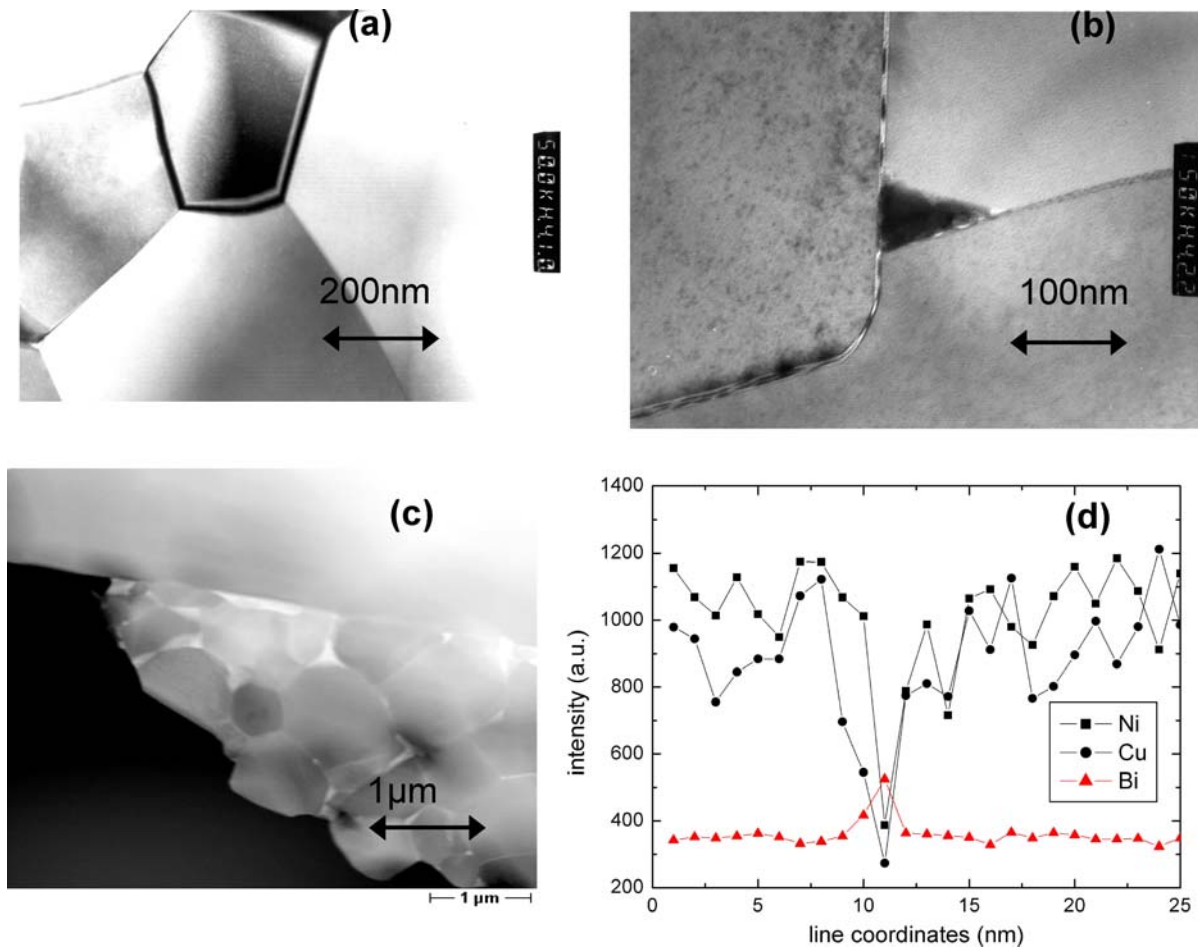 (a)
200nm
(b)
100nm
(c)
1µm
1 µm
(d)
1400
1200
1000
800
600
400
200
intensity (a.u.)
Ni
Cu
Bi
0 5 10 15 20 25
line coordinates (nm)